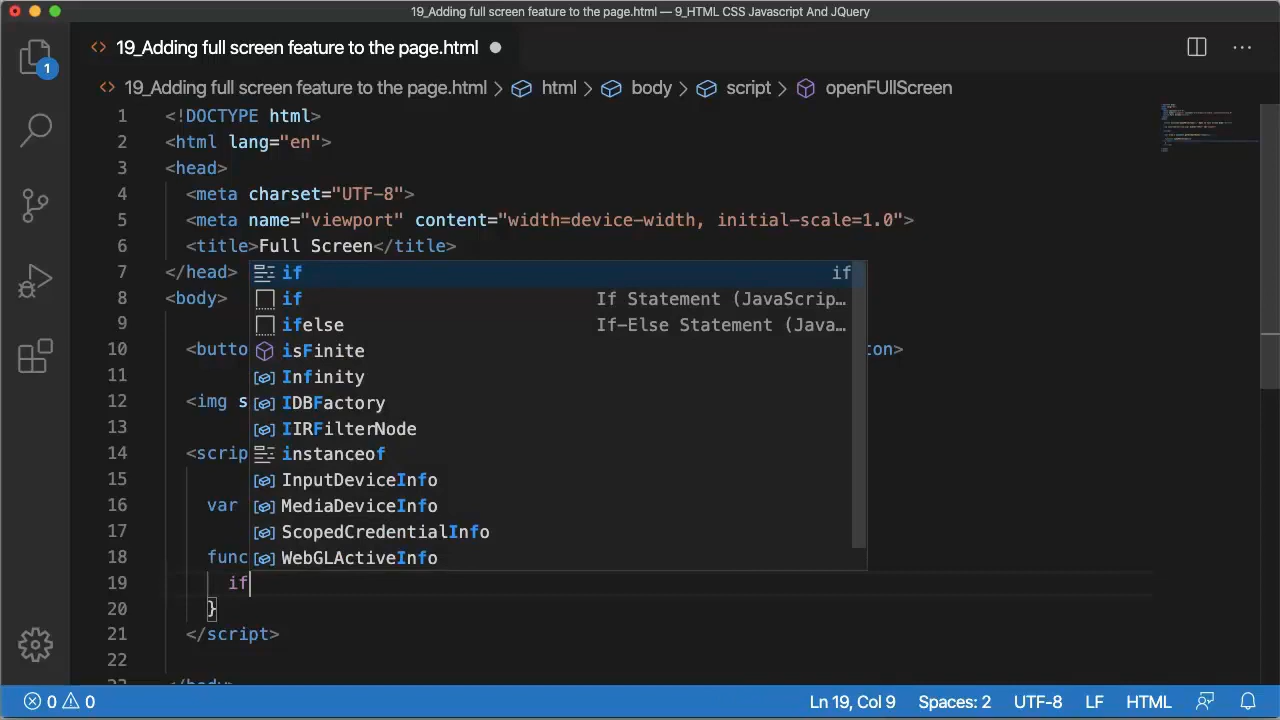 19_Adding full screen feature to the page.html — 9_HTML CSS Javascript And JQuery
19_Adding full screen feature to the page.html
1
19_Adding full screen feature to the page.html > html > body > script > openFUllScreen
1 <!DOCTYPE html>
2 <html lang="en">
3 <head>
4 <meta charset="UTF-8">
5 <meta name="viewport" content="width=device-width, initial-scale=1.0">
6 <title>Full Screen</title>
7 </head>
if if
8 <body>
if If Statement (JavaScrip…
9
ifelse If-Else Statement (Java…
10 <butto ton>
isFinite
11
Infinity
12 <img s
IDBFactory
13
IIRFilterNode
14 <scrip
instanceof
15
InputDeviceInfo
16 var
MediaDeviceInfo
17
ScopedCredentialInfo
18 func
WebGLActiveInfo
19 if
20 }
21 </script>
22
0 0 Ln 19, Col 9 Spaces: 2 UTF-8 LF HTML